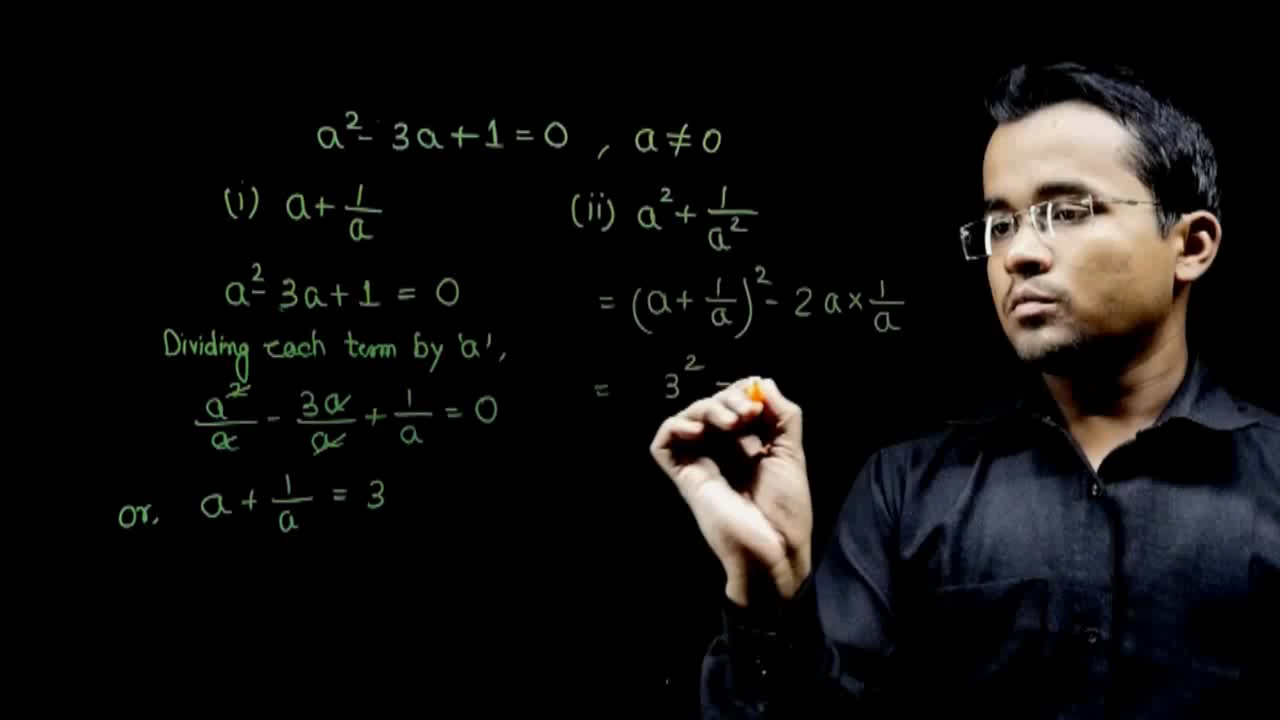 a² - 3a + 1 = 0 , a ≠ 0
(i) a + 1/a
a² - 3a + 1 = 0
Dividing each term by 'a',
a²/a - 3a/a + 1/a = 0
or, a + 1/a = 3
(ii) a² + 1/a²
= (a + 1/a)² - 2 a × 1/a
= 3² -